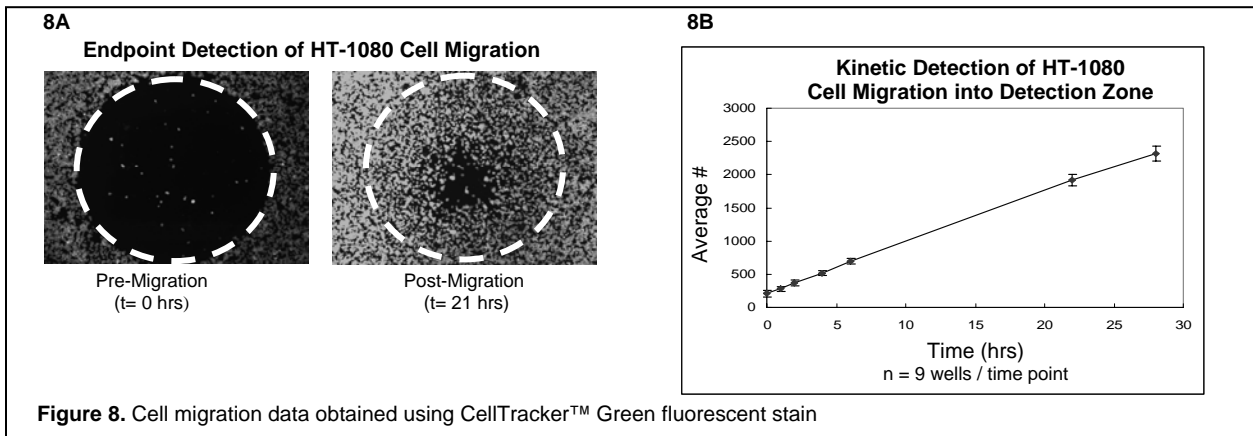 8A
Endpoint Detection of HT-1080 Cell Migration
Pre-Migration
(t= 0 hrs)
Post-Migration
(t= 21 hrs)
8B
Kinetic Detection of HT-1080
Cell Migration into Detection Zone
Average #
3000
2500
2000
1500
1000
500
0
0 5 10 15 20 25 30
Time (hrs)
n = 9 wells / time point
Figure 8. Cell migration data obtained using CellTracker™ Green fluorescent stain